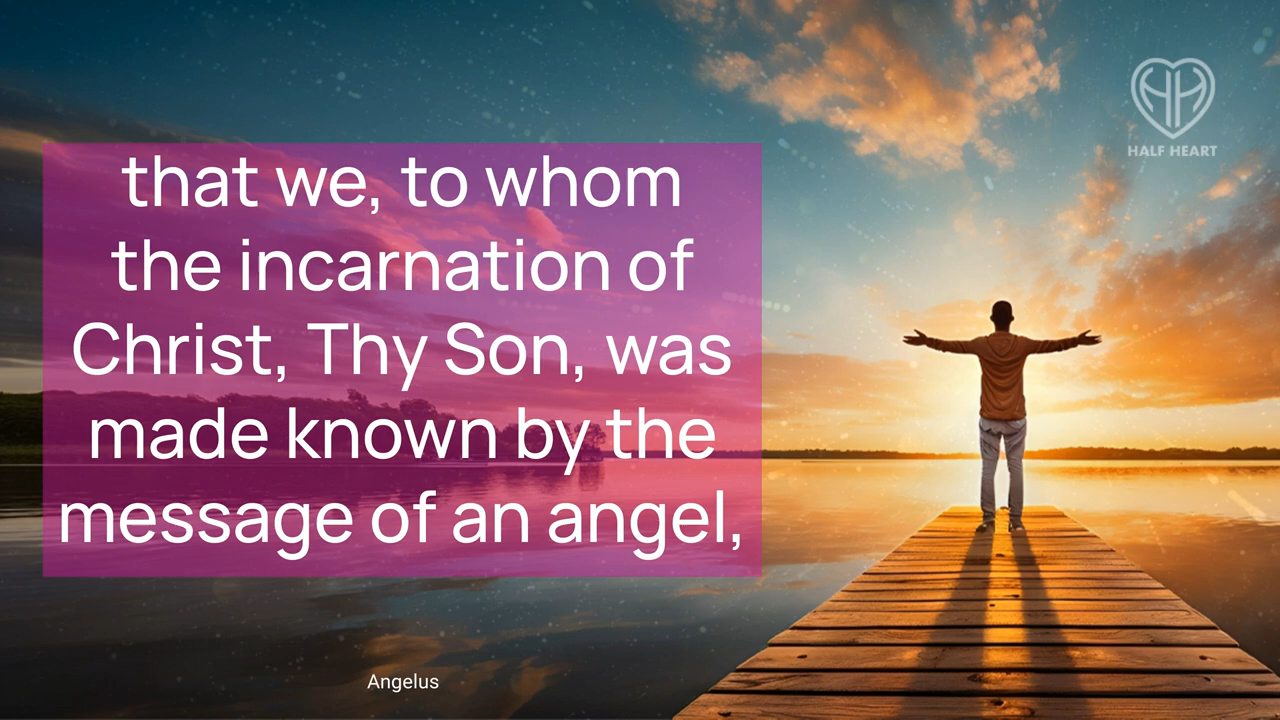 that we, to whom
the incarnation of
Christ, Thy Son, was
made known by the
message of an angel,
HALF HEART
Angelus